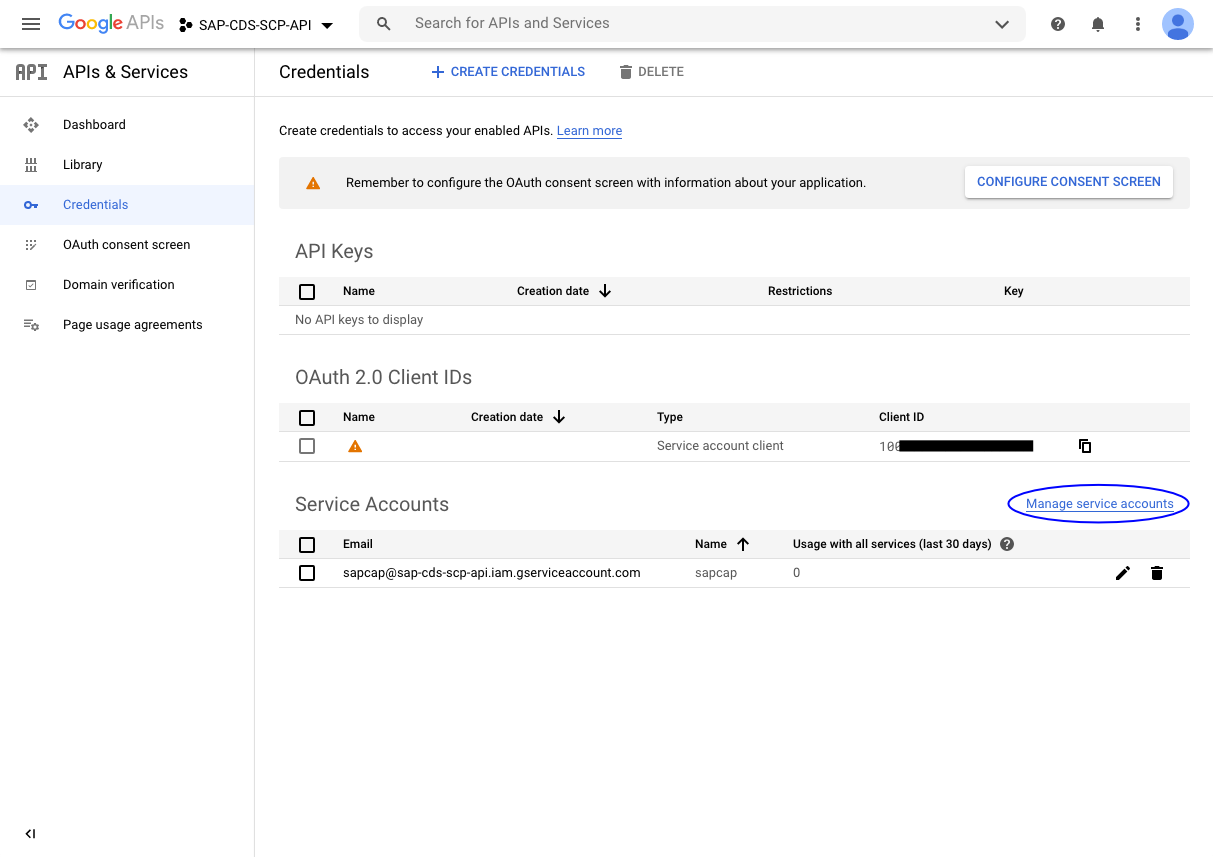 Google APIs SAP-CDS-SCP-API Search for APIs and Services
API APIs & Services Credentials CREATE CREDENTIALS DELETE
Dashboard
Library
Credentials
OAuth consent screen
Domain verification
Page usage agreements
Create credentials to access your enabled APIs. Learn more
Remember to configure the OAuth consent screen with information about your application. CONFIGURE CONSENT SCREEN
API Keys
Name Creation date Restrictions Key
No API keys to display
OAuth 2.0 Client IDs
Name Creation date Type Client ID
Service account client 100
Service Accounts Manage service accounts
Email Name Usage with all services (last 30 days)
sapcap@sap-cds-scp-api.iam.gserviceaccount.com sapcap 0